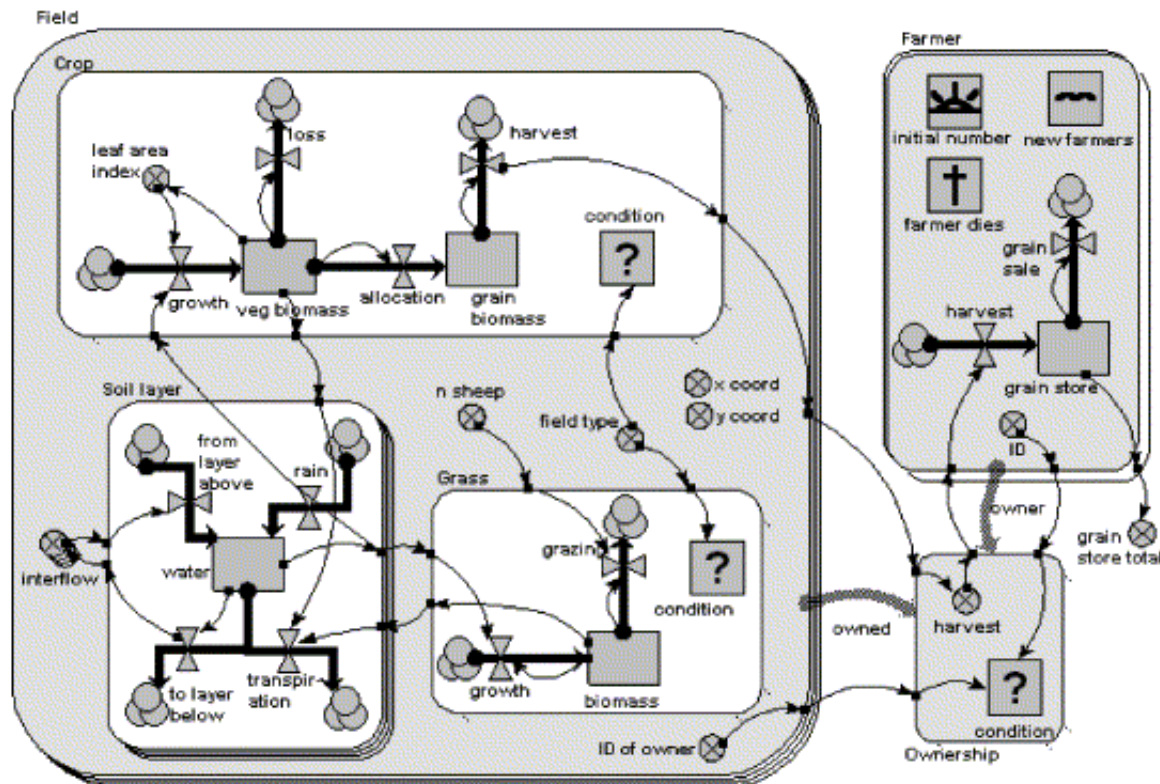 Field
Crop
loss
harvest
leaf area
index
condition
?
growth
veg biomass
allocation
grain
biomass
Soil layer
from
layer
above
rain
interflow
water
to layer
below
transpir
ation
n sheep
field type
x coord
y coord
Grass
grazing
?
condition
growth
biomass
ID of owner
Farmer
initial number
new farmers
farmer dies
grain
sale
harvest
grain store
ID
owner
grain
store total
owned
harvest
?
condition
Ownership